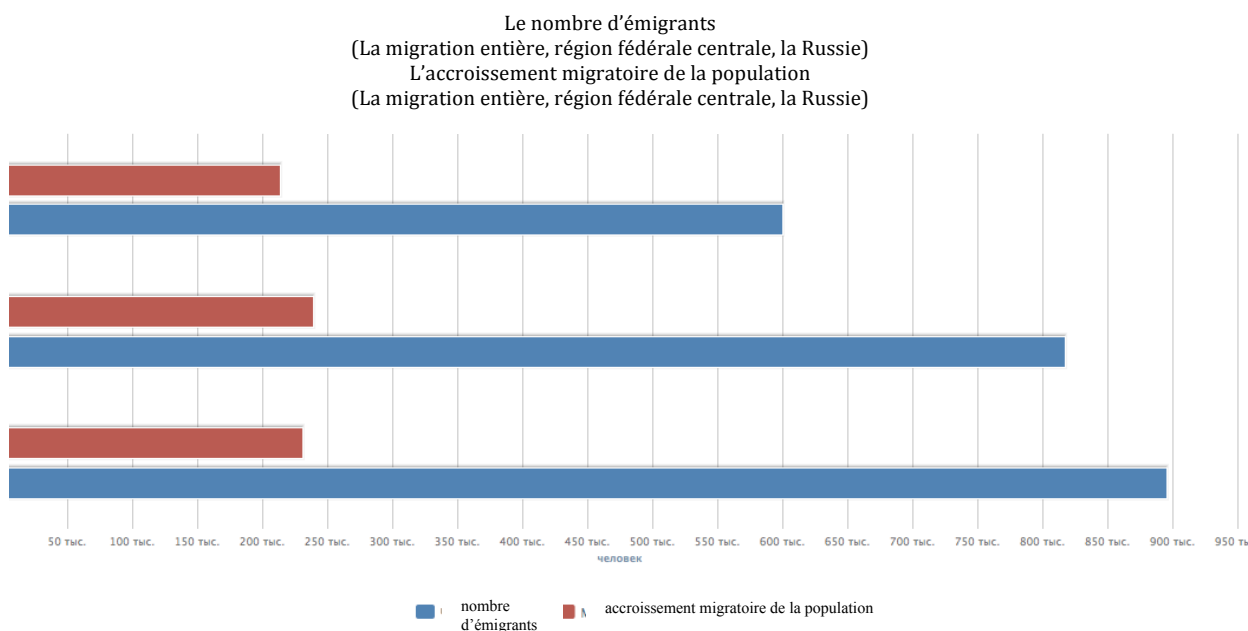 Le nombre d’émigrants
(La migration entière, région fédérale centrale, la Russie)
L’accroissement migratoire de la population
(La migration entière, région fédérale centrale, la Russie)
50 тыс. 100 тыс. 150 тыс. 200 тыс. 250 тыс. 300 тыс. 350 тыс. 400 тыс. 450 тыс. 500 тыс. 550 тыс. 600 тыс. 650 тыс. 700 тыс. 750 тыс. 800 тыс. 850 тыс. 900 тыс. 950 т
человек
nombre accroissement migratoire de la population
d’émigrants